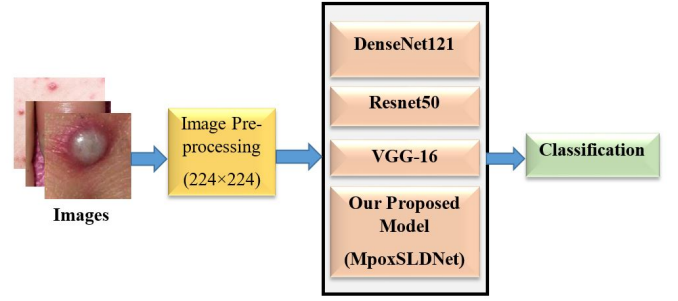 Images
Image Pre-
processing
(224×224)
DenseNet121
Resnet50
VGG-16
Our Proposed
Model
(MpoxSLDNet)
Classification